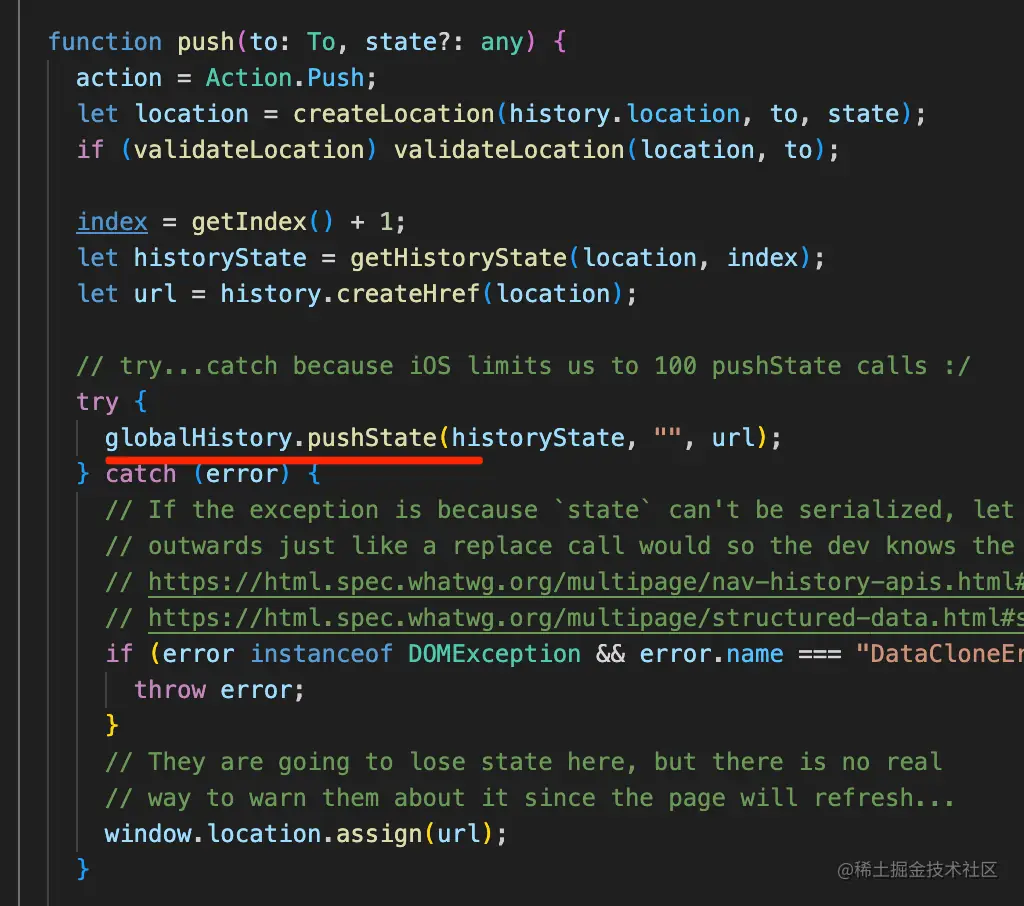 function push(to: To, state?: any) {
action = Action.Push;
let location = createLocation(history.location, to, state);
if (validateLocation) validateLocation(location, to);
index = getIndex() + 1;
let historyState = getHistoryState(location, index);
let url = history.createHref(location);
// try...catch because iOS limits us to 100 pushState calls :/
try {
globalHistory.pushState(historyState, "", url);
} catch (error) {
// If the exception is because `state` can't be serialized, let
// outwards just like a replace call would so the dev knows the
// https://html.spec.whatwg.org/multipage/nav-history-apis.html#
// https://html.spec.whatwg.org/multipage/structured-data.html#s
if (error instanceof DOMException && error.name === "DataCloneEr
throw error;
}
// They are going to lose state here, but there is no real
// way to warn them about it since the page will refresh...
window.location.assign(url);
}
@稀土掘金技术社区